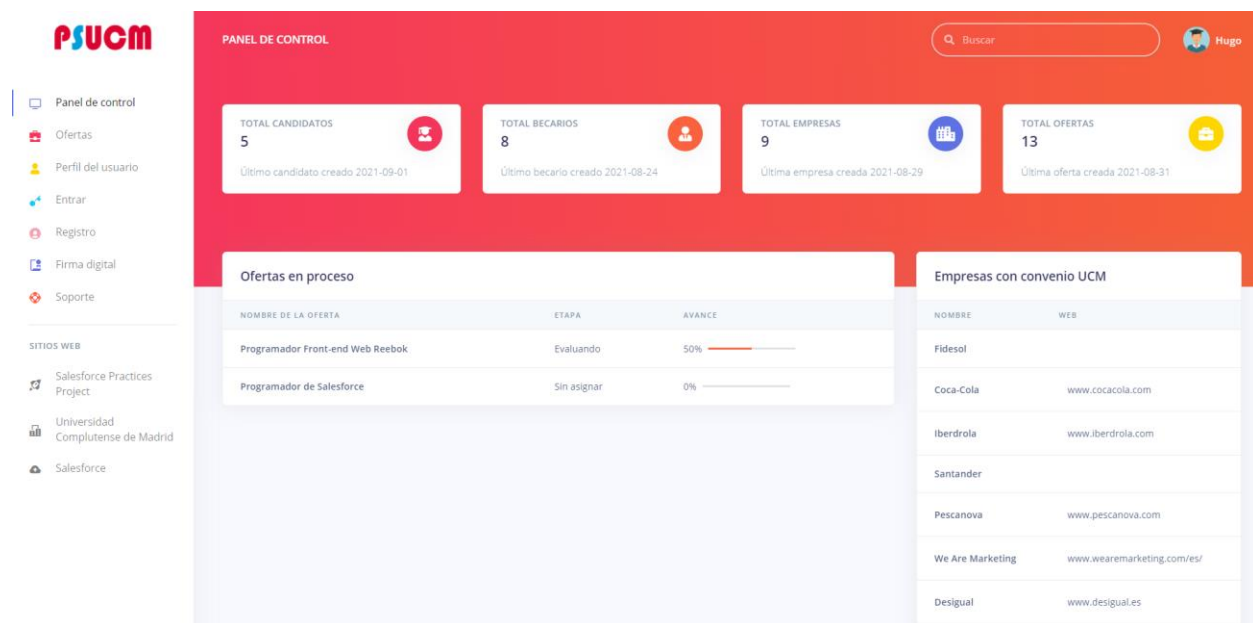 PSUCM
Panel de control
Ofertas
Perfil del usuario
Entrar
Registro
Firma digital
Soporte
SITIOS WEB
Salesforce Practices
Project
Universidad
Complutense de Madrid
Salesforce
PANEL DE CONTROL
Buscar
Hugo
TOTAL CANDIDATOS
5
Último candidato creado 2021-09-01
TOTAL BECARIOS
8
Último becario creado 2021-08-24
TOTAL EMPRESAS
9
Última empresa creada 2021-08-29
TOTAL OFERTAS
13
Última oferta creada 2021-08-31
Ofertas en proceso
NOMBRE DE LA OFERTA ETAPA AVANCE
Programador Front-end Web Reebok Evaluando 50%
Programador de Salesforce Sin asignar 0%
Empresas con convenio UCM
NOMBRE WEB
Fidesol
Coca-Cola www.cocacola.com
Iberdrola www.iberdrola.com
Santander
Pescanova www.pescanova.com
We Are Marketing www.wearemarketing.com/es/
Desigual www.desigual.es